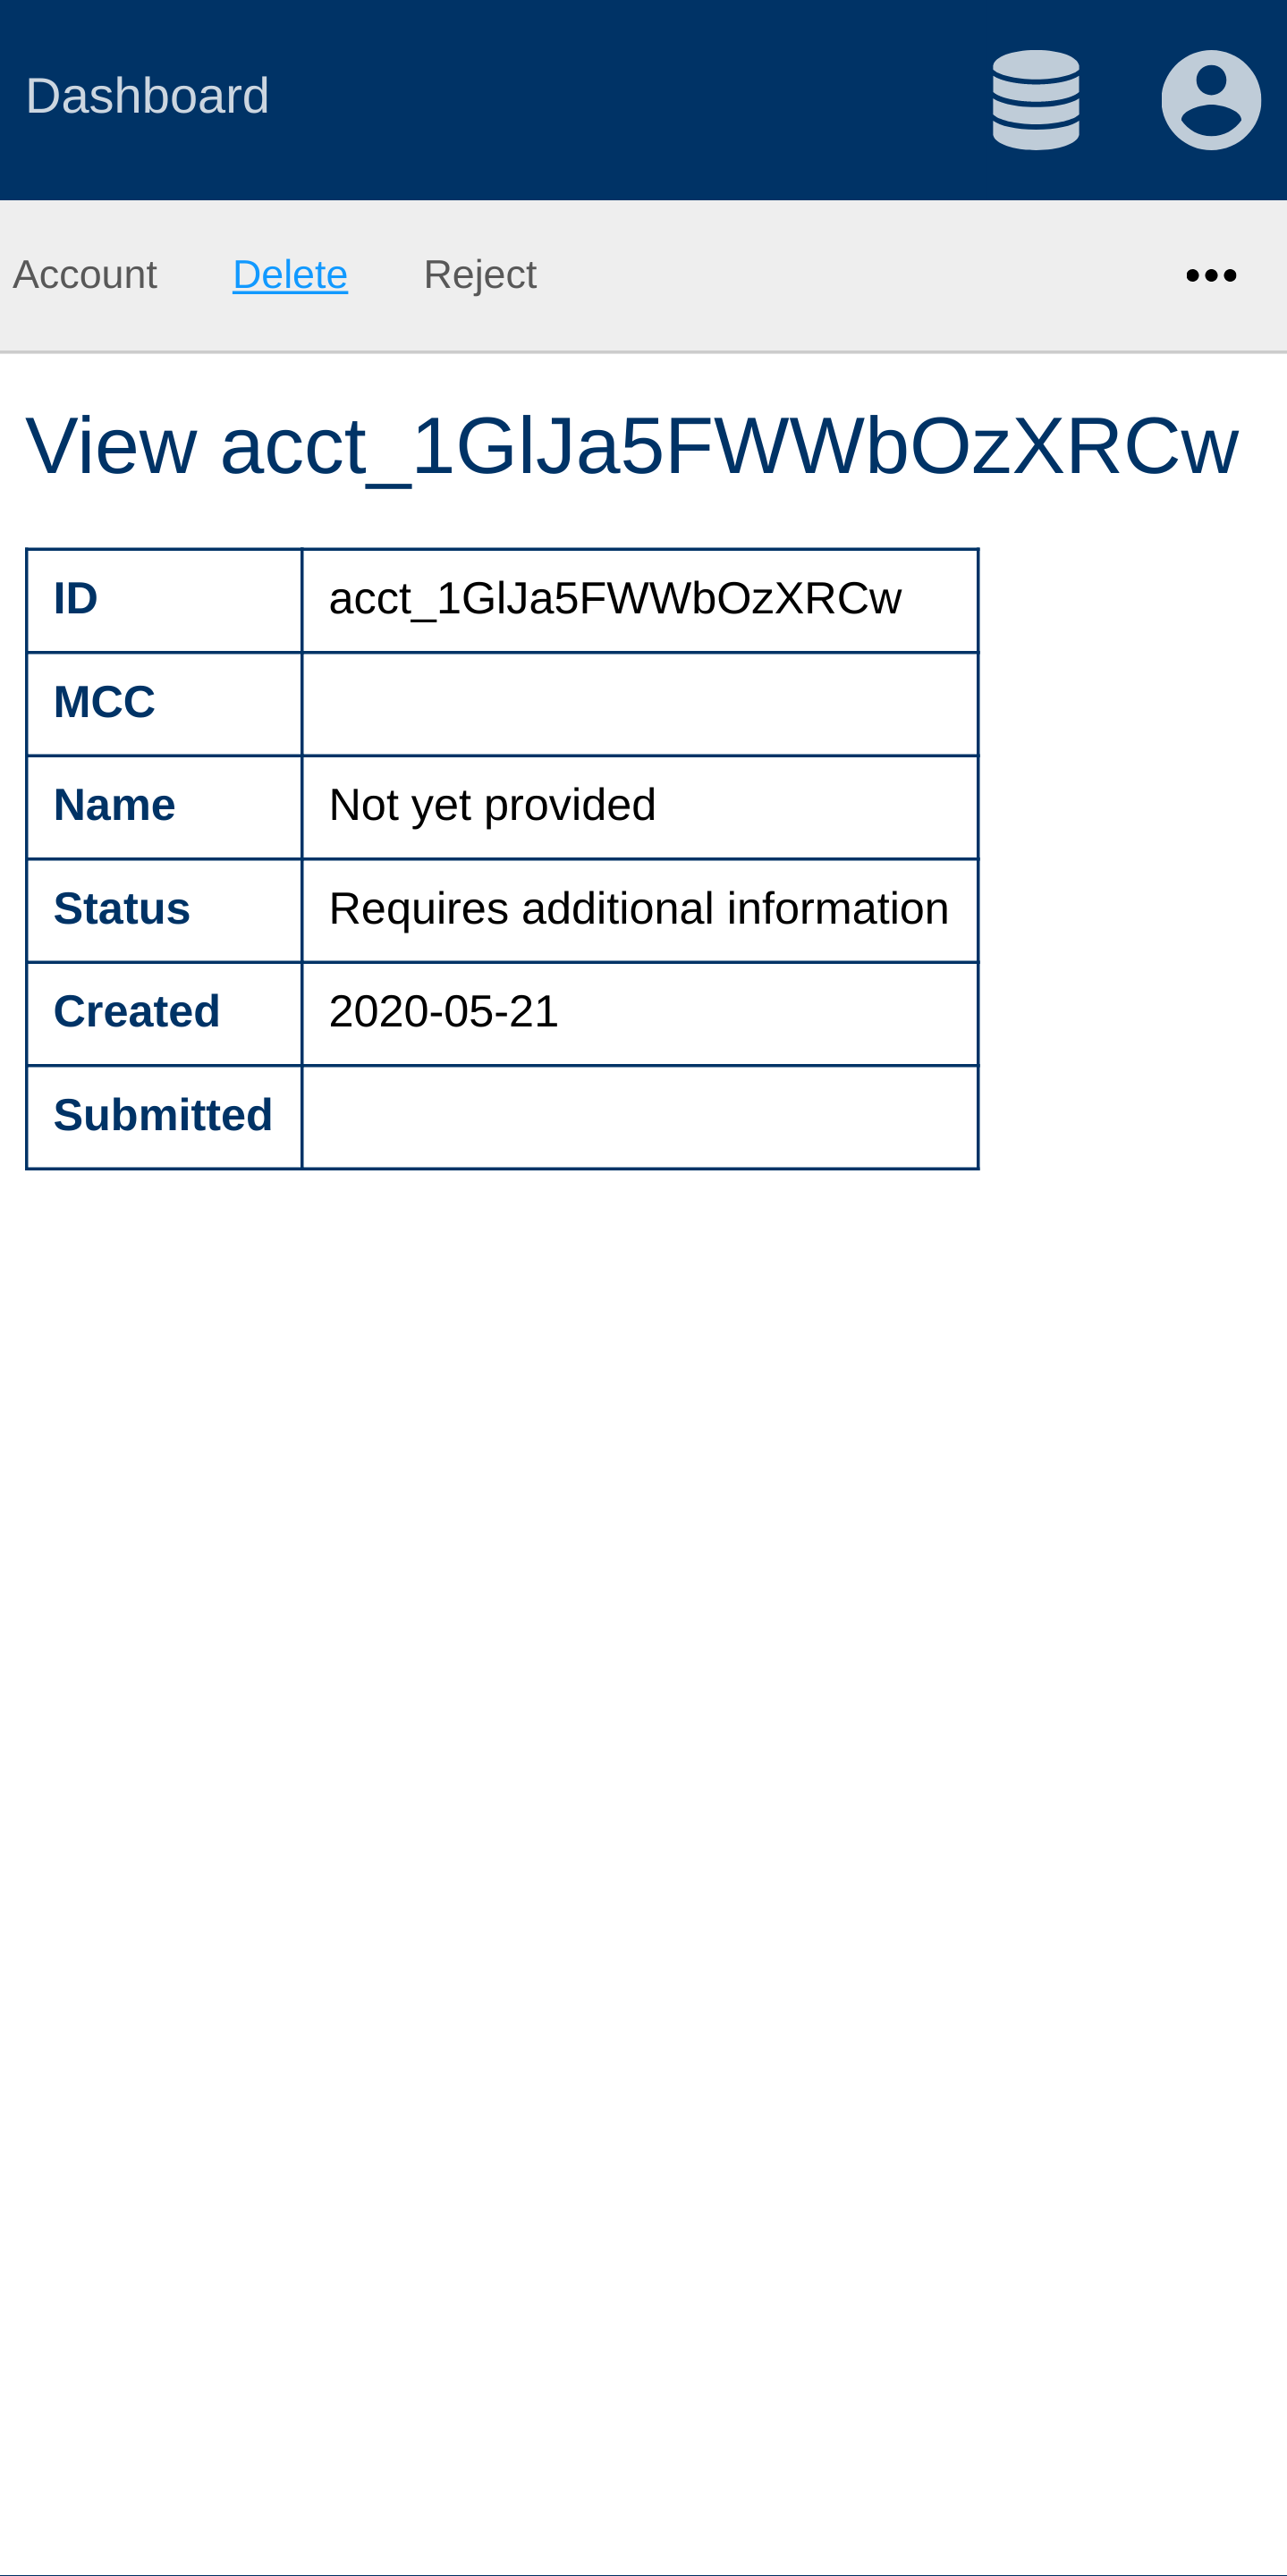 Dashboard
Account Delete Reject
View acct_1GlJa5FWWbOzXRCw
ID acct_1GlJa5FWWbOzXRCw
MCC
Name Not yet provided
Status Requires additional information
Created 2020-05-21
Submitted